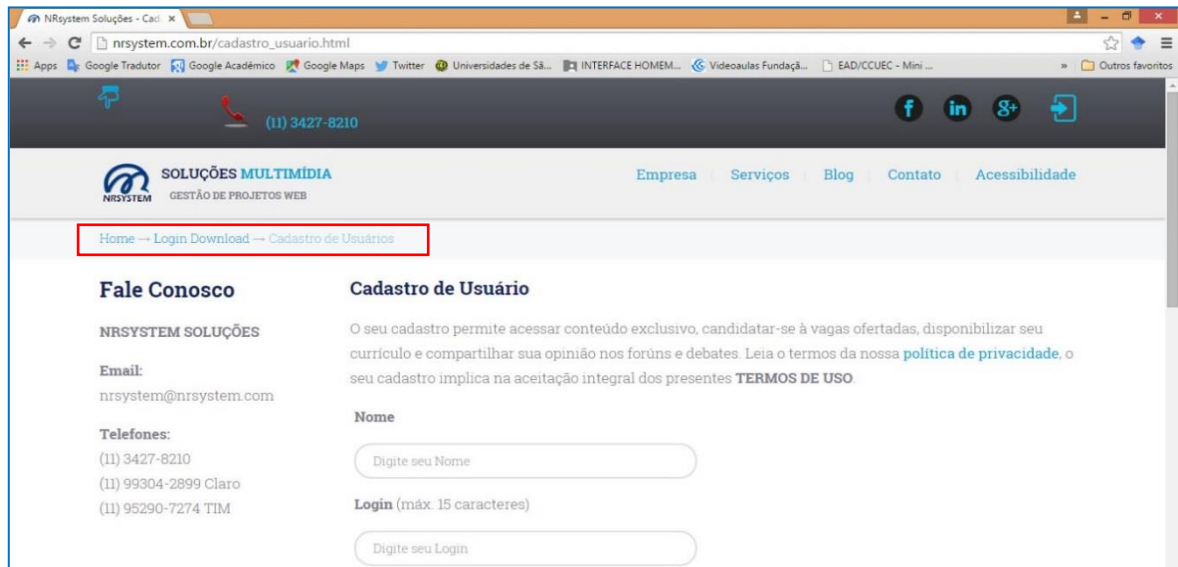 NRsystem Soluções - Cad
nrsystem.com.br/cadastro_usuario.html
Apps Google Tradutor Google Acadêmico Google Maps Twitter Universidades de Sã... INTERFACE HOMEM... Videoaulas Fundaçã... EAD/CCUEC - Mini ... » Outros favoritos
(11) 3427-8210
f in 8+
NRSYSTEM
SOLUÇÕES MULTIMÍDIA
GESTÃO DE PROJETOS WEB
Empresa Serviços Blog Contato Acessibilidade
Home → Login Download → Cadastro de Usuários
Fale Conosco
NRSYSTEM SOLUÇÕES
Email:
nrsystem@nrsystem.com
Telefones:
(11) 3427-8210
(11) 99304-2899 Claro
(11) 95290-7274 TIM
Cadastro de Usuário
O seu cadastro permite acessar conteúdo exclusivo, candidatar-se à vagas ofertadas, disponibilizar seu
currículo e compartilhar sua opinião nos forúns e debates. Leia o termos da nossa política de privacidade, o
seu cadastro implica na aceitação integral dos presentes TERMOS DE USO.
Nome
Digite seu Nome
Login (máx. 15 caracteres)
Digite seu Login